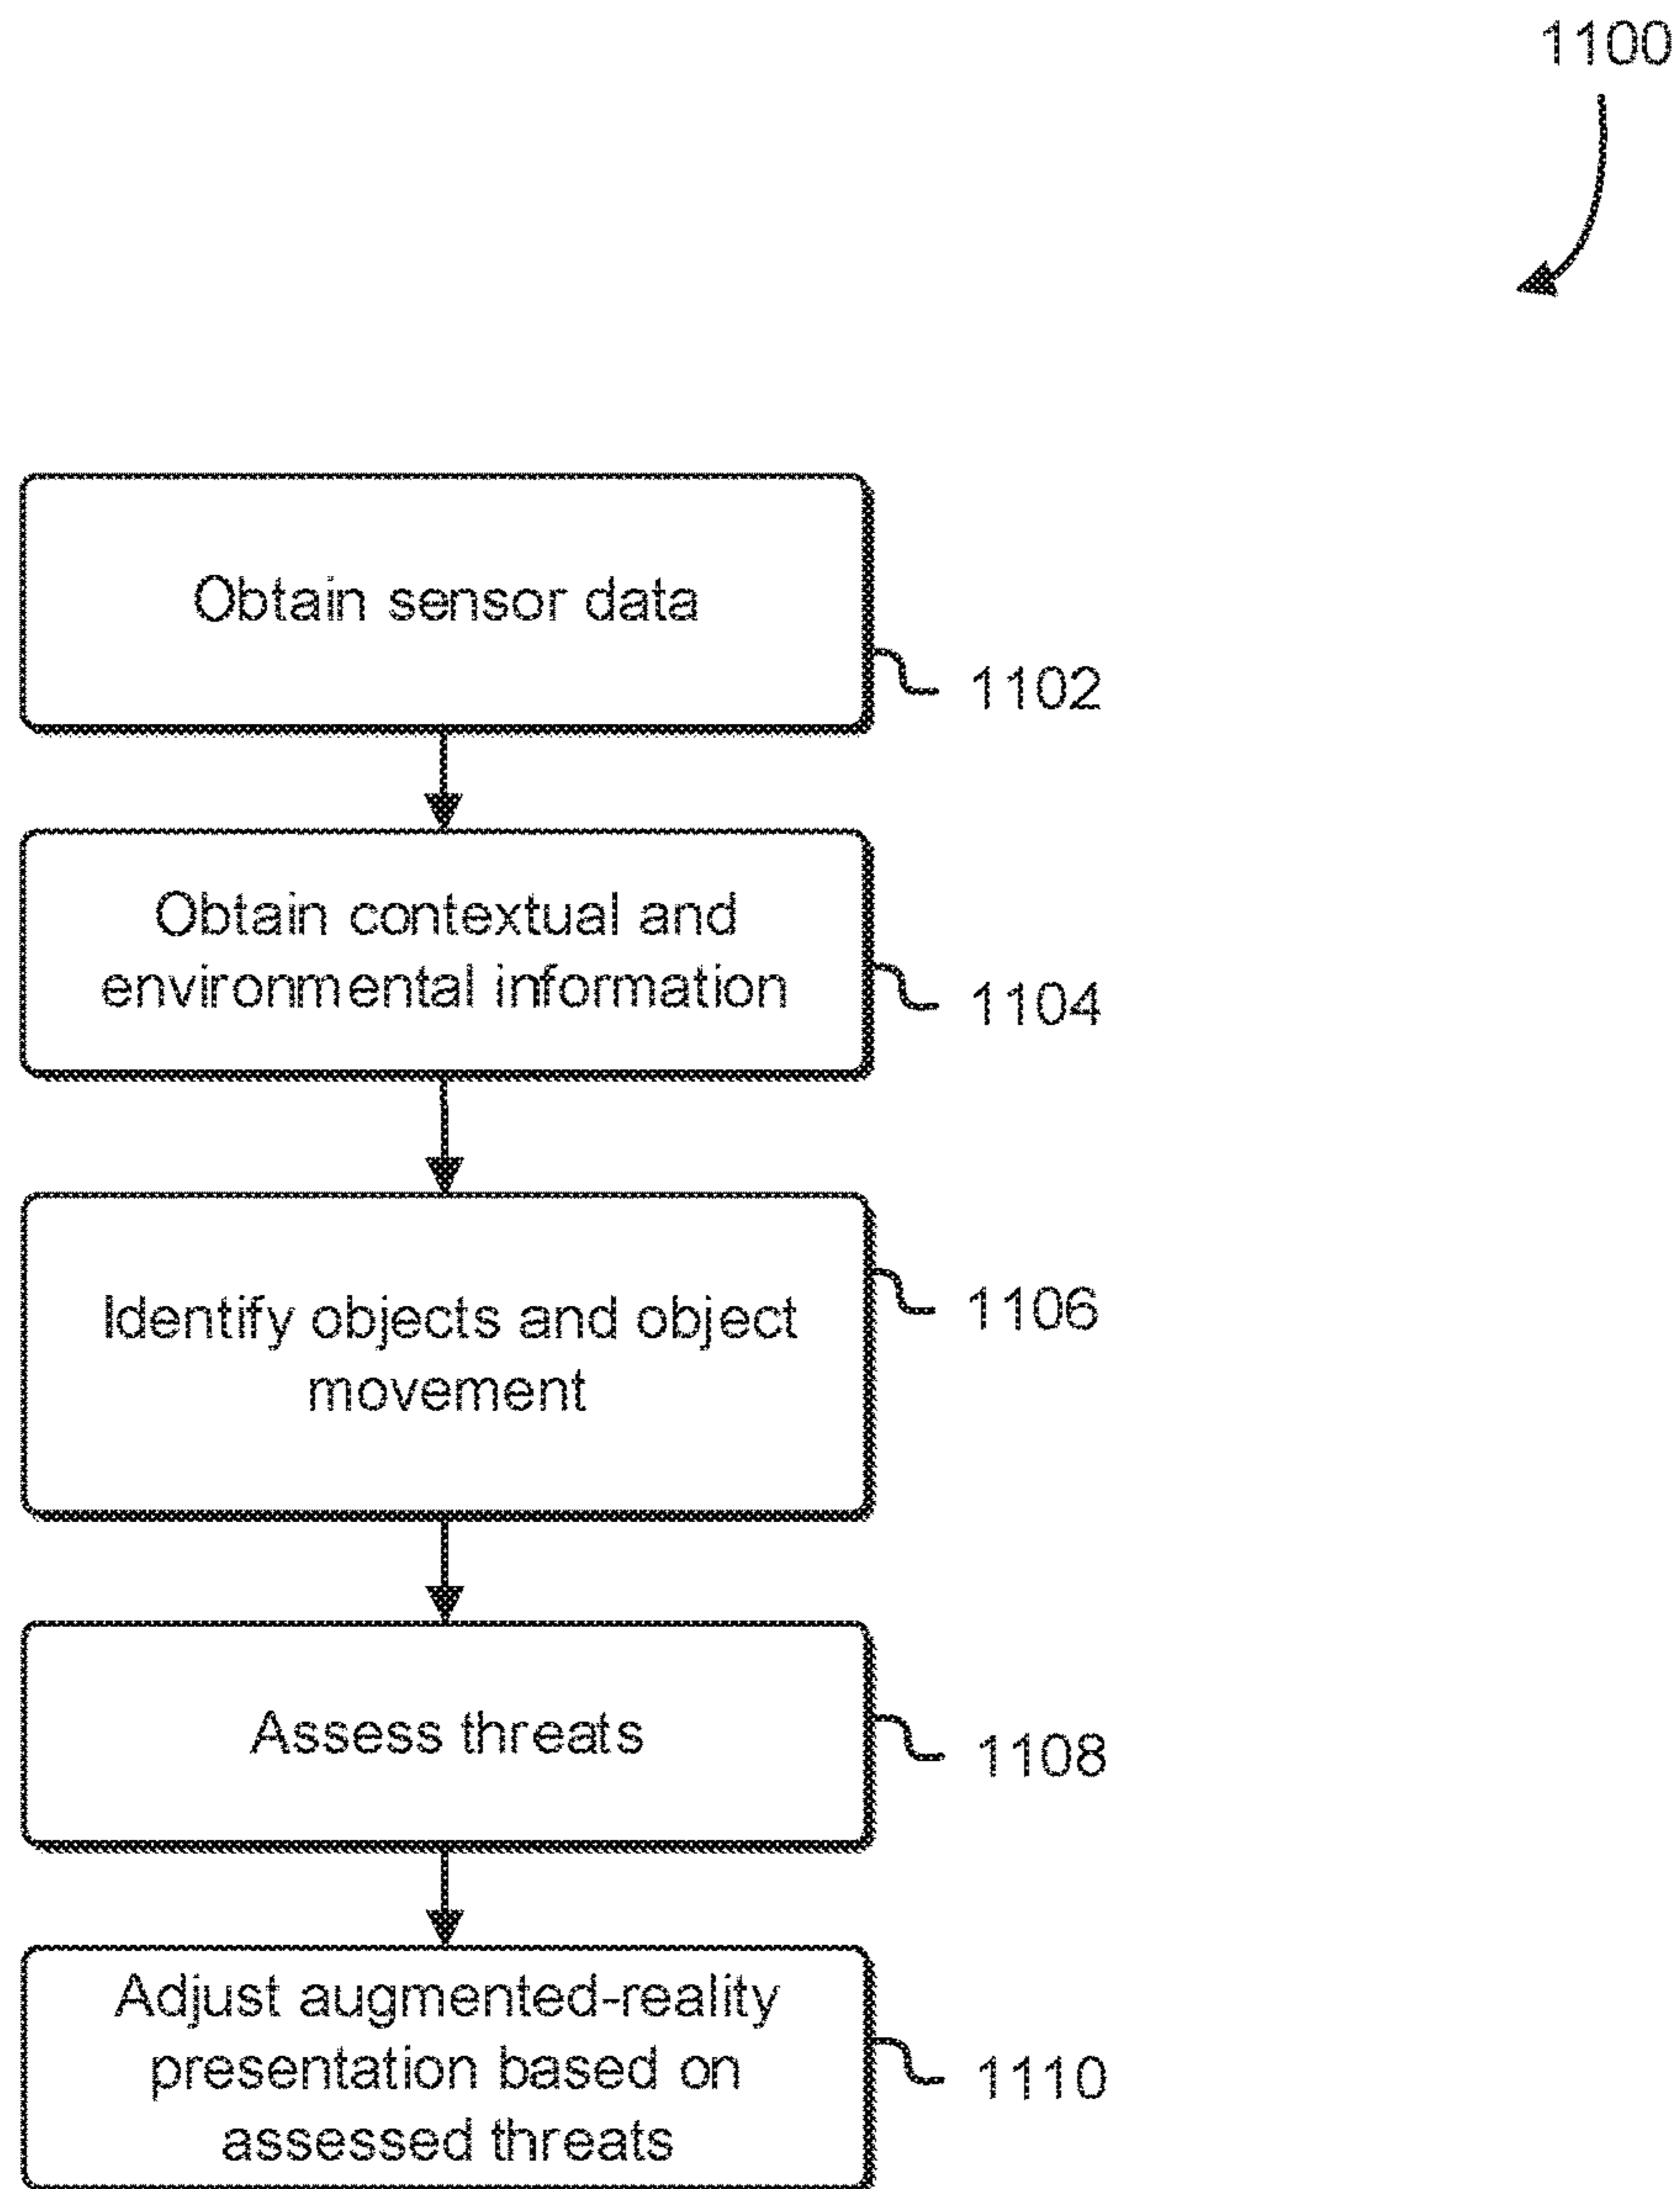 1100
Obtain sensor data
1102
Obtain contextual and
environmental information
1104
Identify objects and object
movement
1106
Assess threats
1108
Adjust augmented-reality
presentation based on
assessed threats
1110